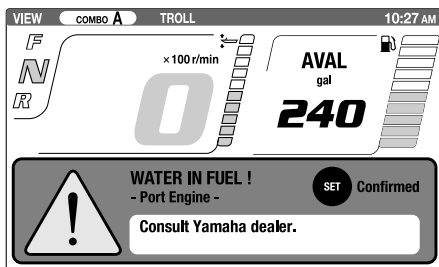 VIEW COMBO A TROLL 10:27 AM
F
N
R
×100 r/min
0
AVAL
gal
240
WATER IN FUEL !
- Port Engine -
SET Confirmed
Consult Yamaha dealer.